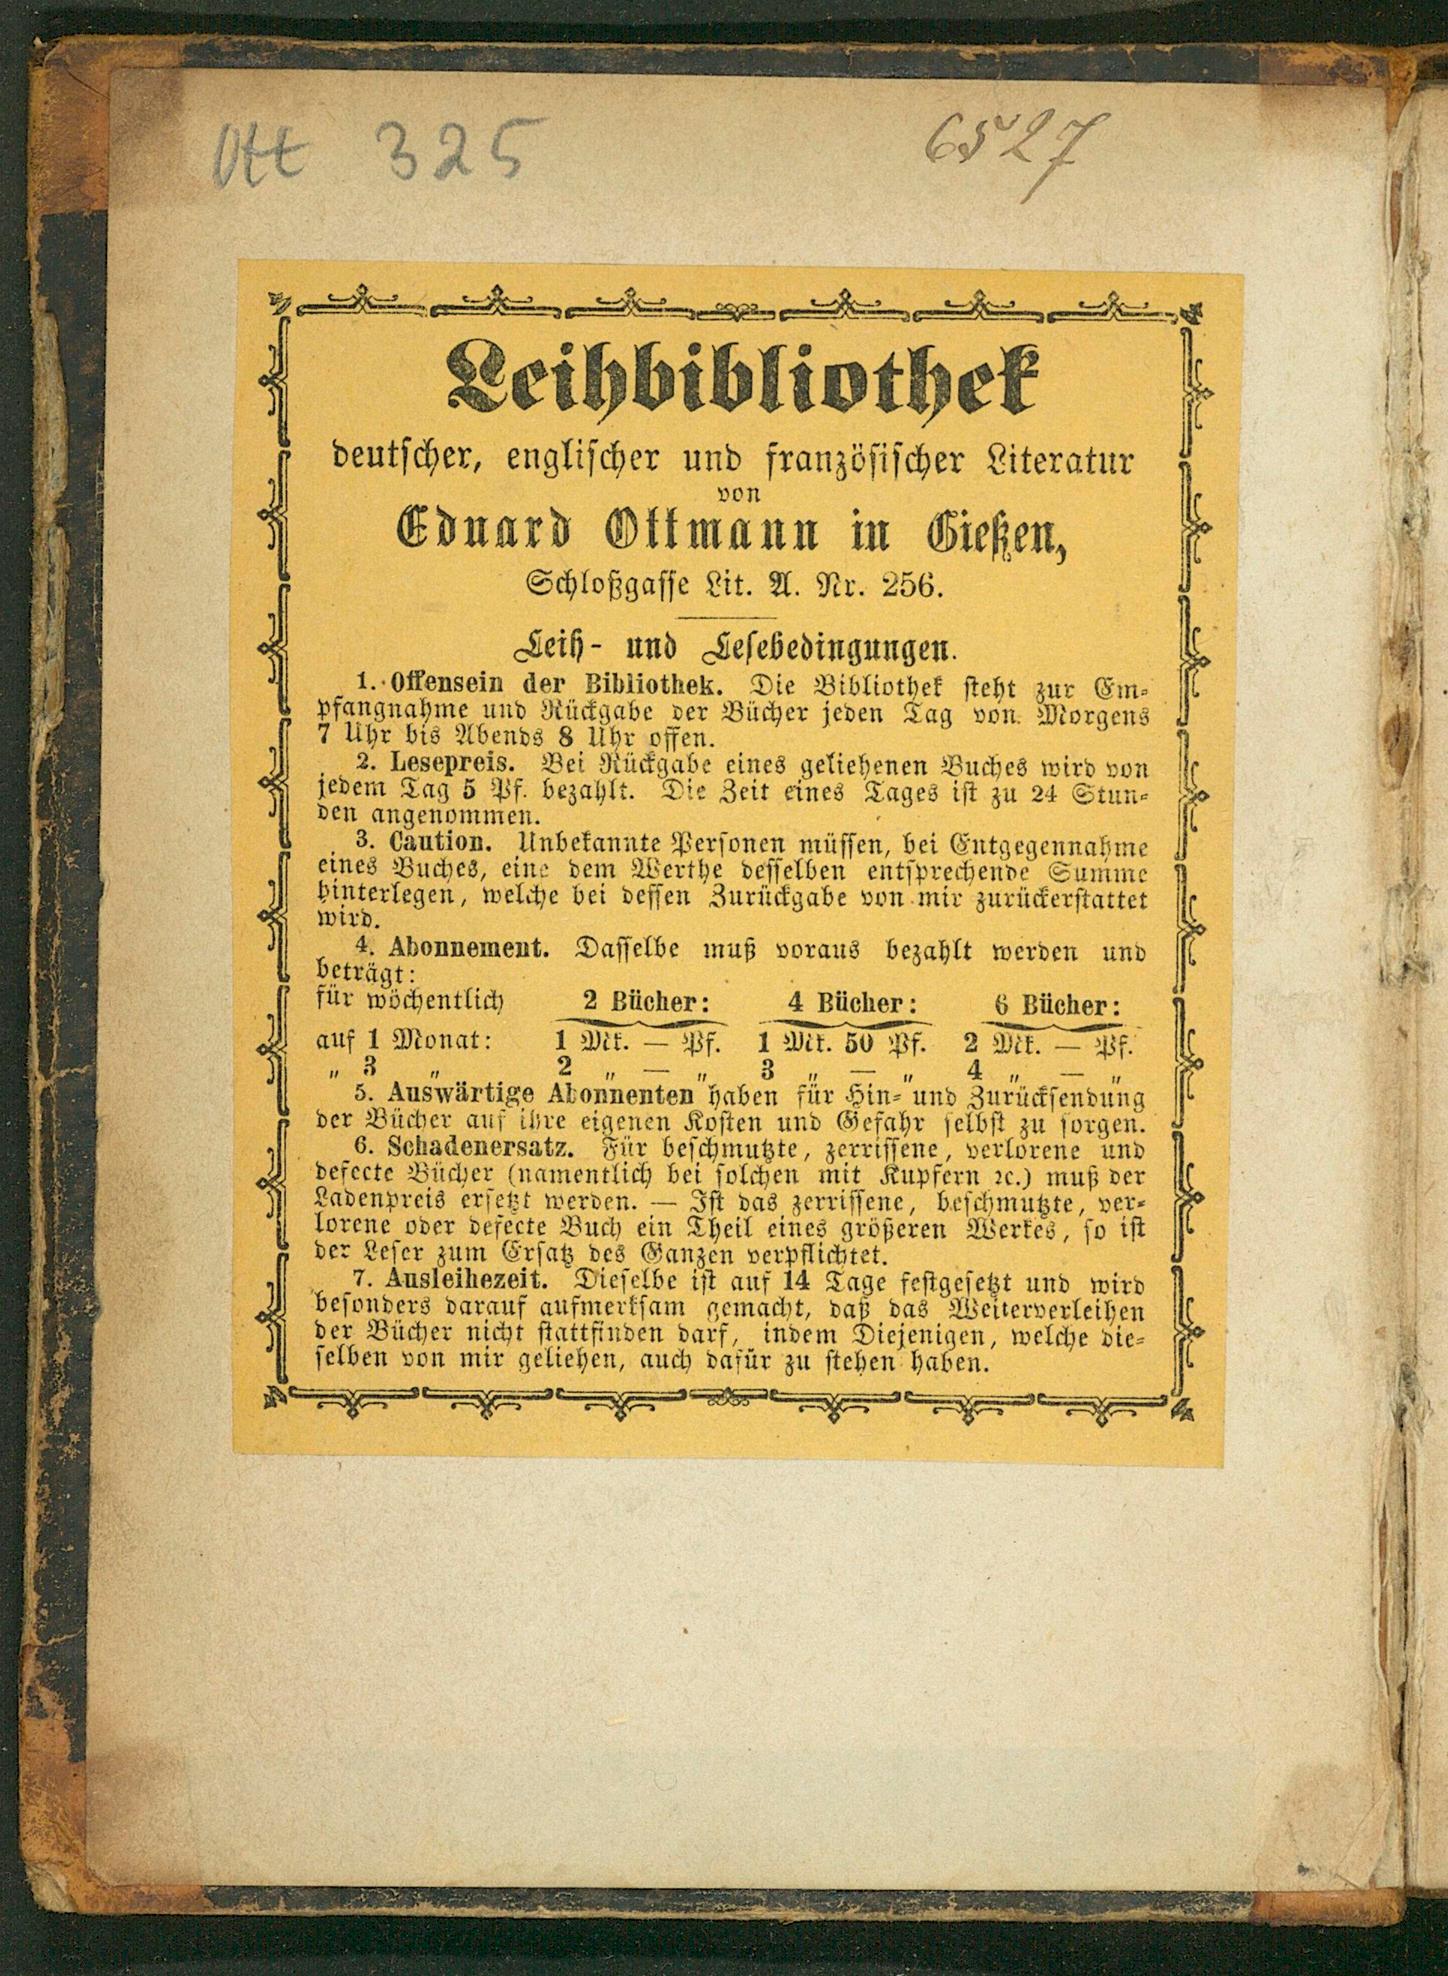 Ott 325
6527
Leihbibliothek
deutscher, englischer und französischer Literatur
von
Eduard Ottmann in Gießen,
Schloßgasse Lit. A. Nr. 256.
Leih- und Lesebedingungen.
1. Offensein der Bibliothek. Die Bibliothek steht zur Em-
pfangnahme und Rückgabe der Bücher jeden Tag von Morgens
7 Uhr bis Abends 8 Uhr offen.
2. Lesepreis. Bei Rückgabe eines geliehenen Buches wird von
jedem Tag 5 Pf. bezahlt. Die Zeit eines Tages ist zu 24 Stun-
den angenommen.
3. Caution. Unbekannte Personen müssen, bei Entgegennahme
eines Buches, eine dem Werthe desselben entsprechende Summe
hinterlegen, welche bei dessen Zurückgabe von mir zurückerstattet
wird.
4. Abonnement. Dasselbe muß voraus bezahlt werden und
beträgt:
für wöchentlich 2 Bücher: 4 Bücher: 6 Bücher:
auf 1 Monat: 1 Mk. — Pf. 1 Mk. 50 Pf. 2 Mk. — Pf.
„ 3 „ 2 „ — „ 3 „ — „ 4 „ — „
5. Auswärtige Abonnenten haben für Hin- und Zurücksendung
der Bücher auf ihre eigenen Kosten und Gefahr selbst zu sorgen.
6. Schadenersatz. Für beschmutzte, zerrissene, verlorene und
defecte Bücher (namentlich bei solchen mit Kupfern ꝛc.) muß der
Ladenpreis ersetzt werden. — Ist das zerrissene, beschmutzte, ver-
lorene oder defecte Buch ein Theil eines größeren Werkes, so ist
der Leser zum Ersatz des Ganzen verpflichtet.
7. Ausleihezeit. Dieselbe ist auf 14 Tage festgesetzt und wird
besonders darauf aufmerksam gemacht, daß das Weiterverleihen
der Bücher nicht stattfinden darf, indem Diejenigen, welche die-
selben von mir geliehen, auch dafür zu stehen haben.